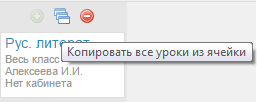 Рус. литерат
Копировать все уроки из ячейки
Весь класс
Алексеева И.И.
Нет кабинета